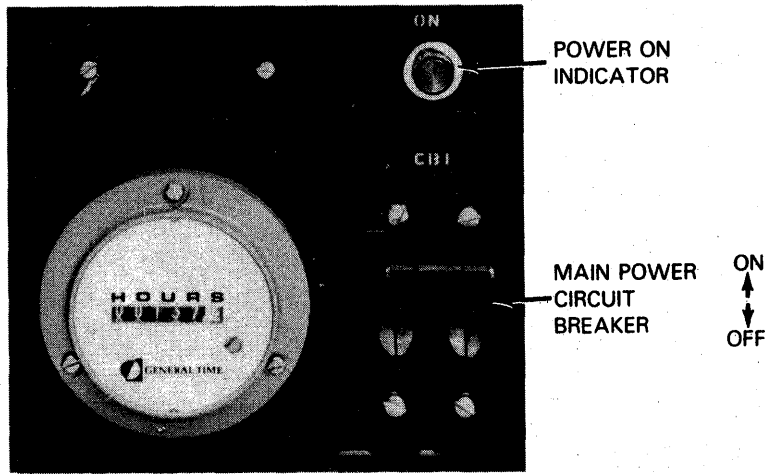 ON
POWER ON
INDICATOR
CB1
HOURS
GENERAL TIME
MAIN POWER
CIRCUIT
BREAKER
ON
OFF